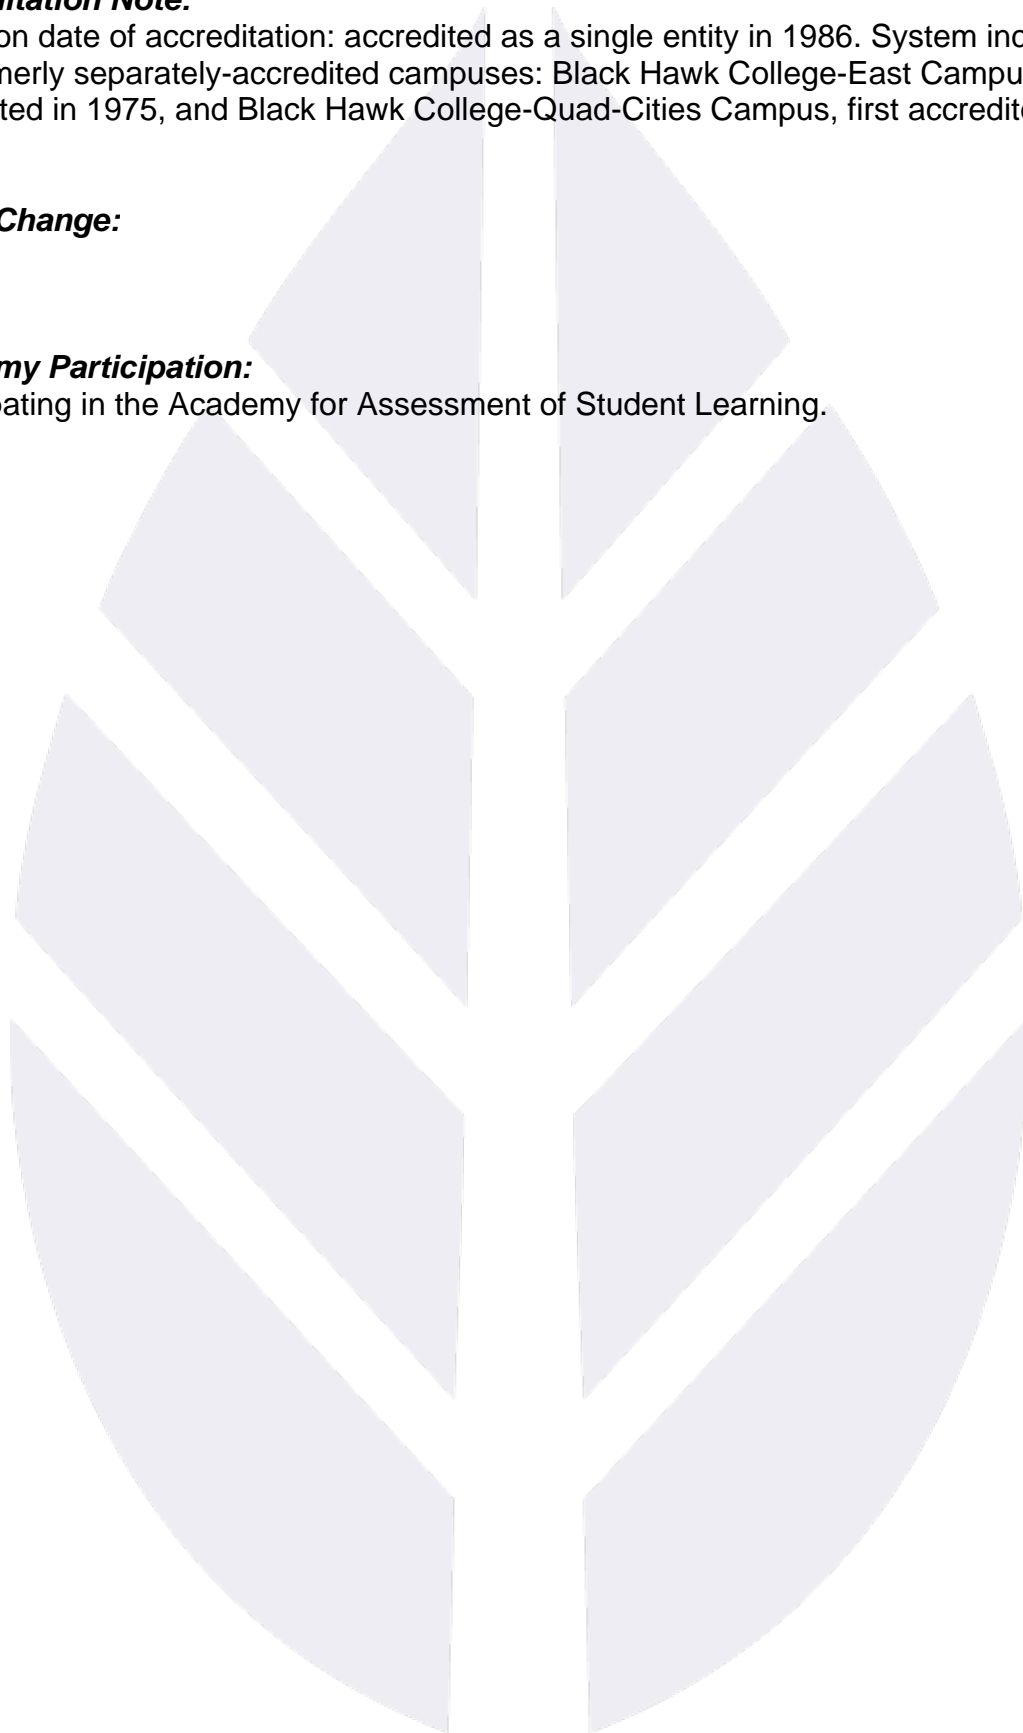 itation Note:
on date of accreditation: accredited as a single entity in 1986. System inc
merly separately-accredited campuses: Black Hawk College-East Campu
ted in 1975, and Black Hawk College-Quad-Cities Campus, first accredit
Change:
my Participation:
pating in the Academy for Assessment of Student Learning.